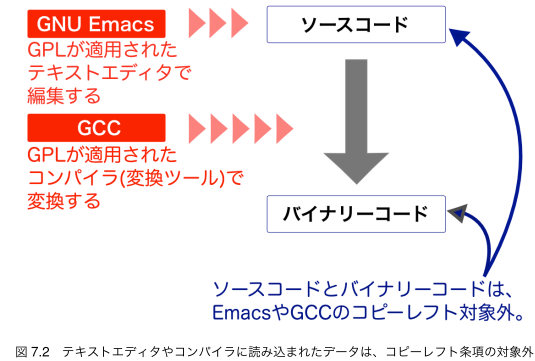 GNU Emacs
GPLが適用された
テキストエディタで
編集する
ソースコード
GCC
GPLが適用された
コンパイラ(変換ツール)で
変換する
バイナリーコード
ソースコードとバイナリーコードは、
EmacsやGCCのコピーレフト対象外。
図 7.2　テキストエディタやコンパイラに読み込まれたデータは、コピーレフト条項の対象外